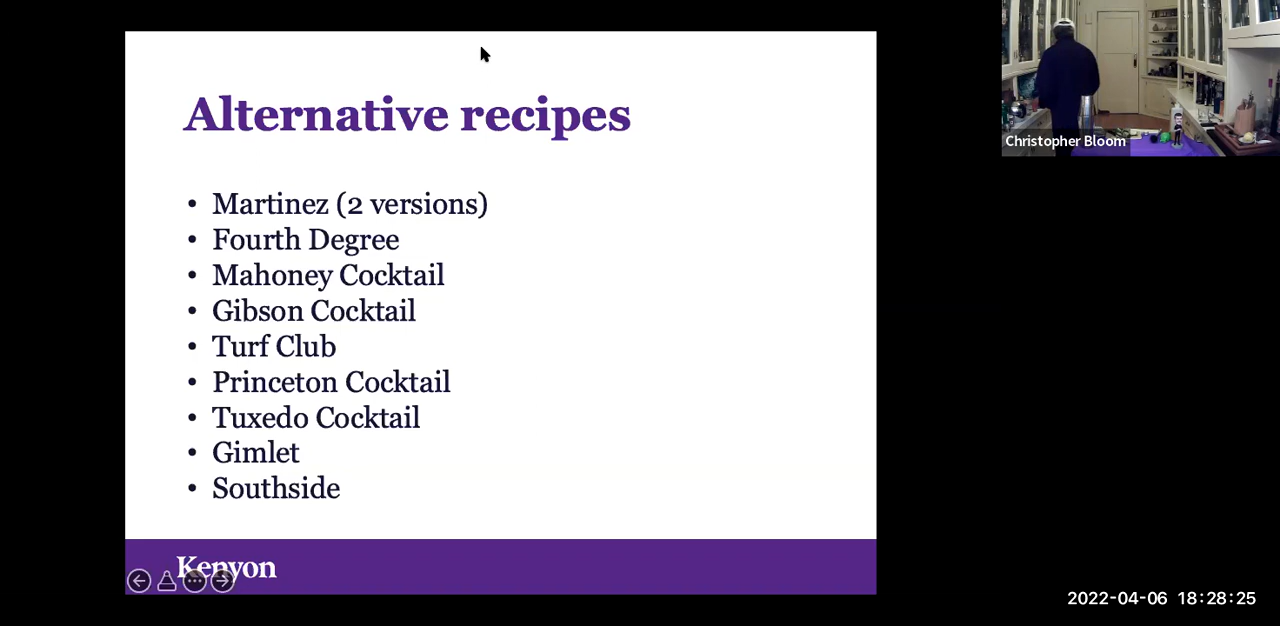 Alternative recipes
• Martinez (2 versions)
• Fourth Degree
• Mahoney Cocktail
• Gibson Cocktail
• Turf Club
• Princeton Cocktail
• Tuxedo Cocktail
• Gimlet
• Southside
Kenyon
Christopher Bloom
2022-04-06 18:28:25